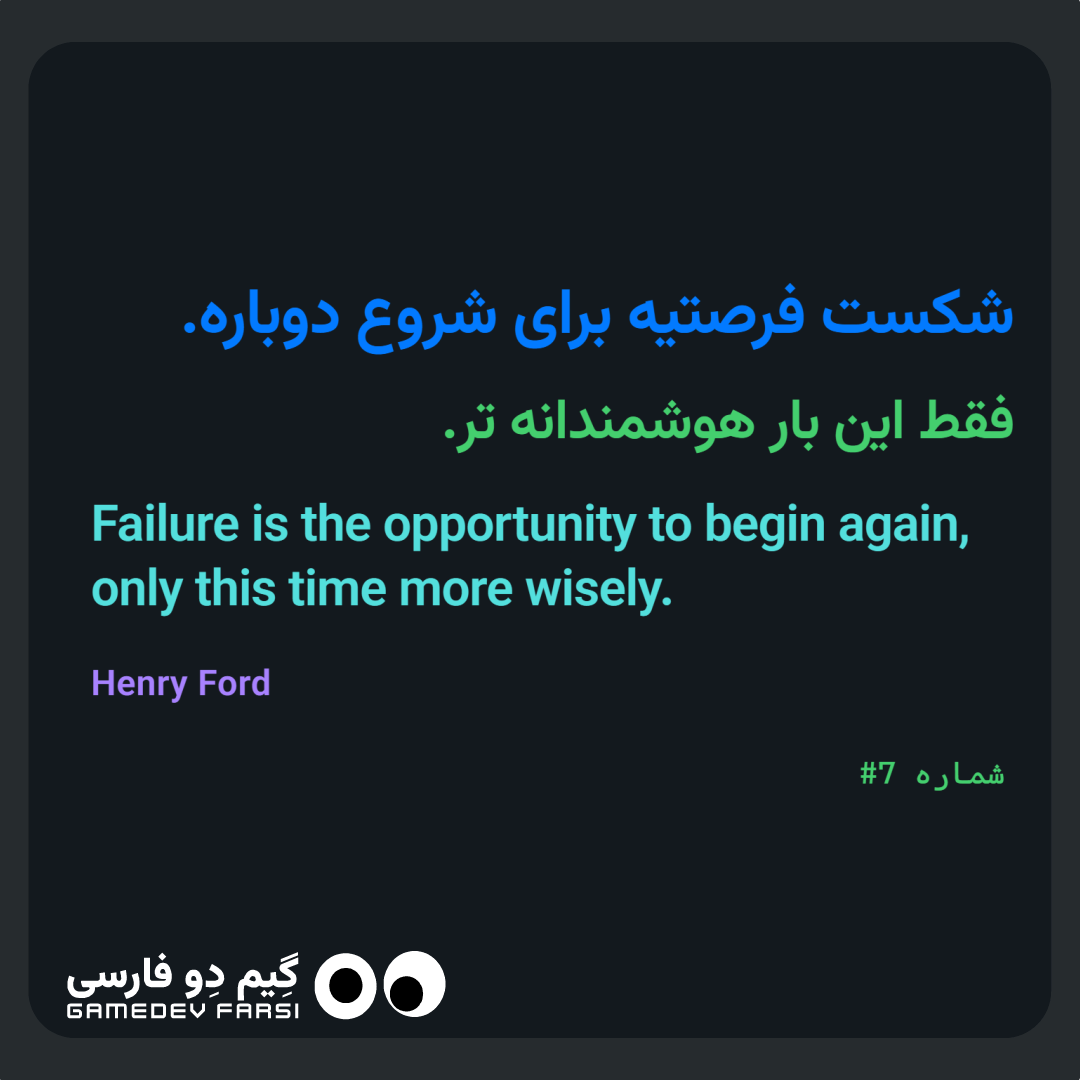 شکست فرصتیه برای شروع دوباره.
فقط این بار هوشمندانه تر.
Failure is the opportunity to begin again,
only this time more wisely.
Henry Ford
شماره 7#
گِیم دِو فارسی
GAMEDEV FARSI